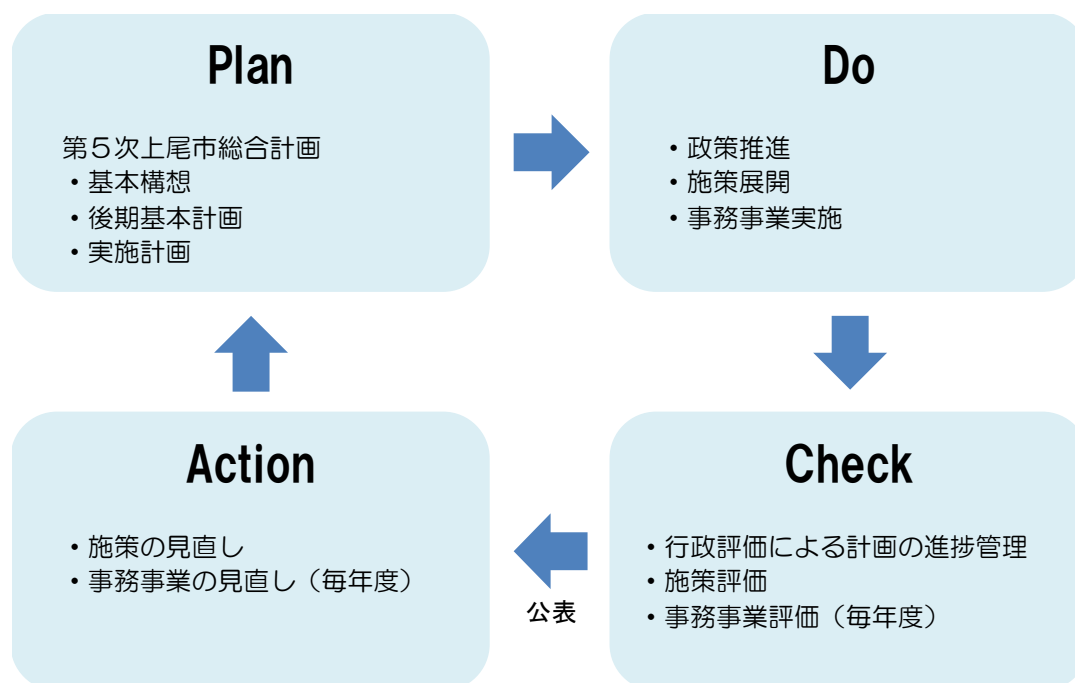 Plan
第５次上尾市総合計画
・基本構想
・後期基本計画
・実施計画
Do
・政策推進
・施策展開
・事務事業実施
Check
・行政評価による計画の進捗管理
・施策評価
・事務事業評価（毎年度）
公表
Action
・施策の見直し
・事務事業の見直し（毎年度）